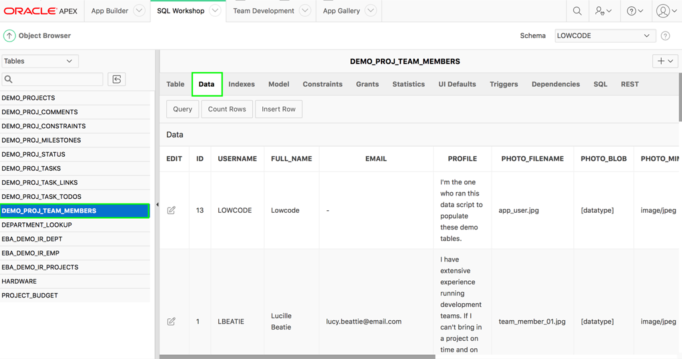 ORACLE APEX App Builder SQL Workshop Team Development App Gallery
Object Browser Schema LOWCODE
Tables
DEMO_PROJECTS
DEMO_PROJ_COMMENTS
DEMO_PROJ_CONSTRAINTS
DEMO_PROJ_MILESTONES
DEMO_PROJ_STATUS
DEMO_PROJ_TASKS
DEMO_PROJ_TASK_LINKS
DEMO_PROJ_TASK_TODOS
DEMO_PROJ_TEAM_MEMBERS
DEPARTMENT_LOOKUP
EBA_DEMO_IR_DEPT
EBA_DEMO_IR_EMP
EBA_DEMO_IR_PROJECTS
HARDWARE
PROJECT_BUDGET
DEMO_PROJ_TEAM_MEMBERS
Table Data Indexes Model Constraints Grants Statistics UI Defaults Triggers Dependencies SQL REST
Query Count Rows Insert Row
Data
EDIT ID USERNAME FULL_NAME EMAIL PROFILE PHOTO_FILENAME PHOTO_BLOB PHOTO_MIM
I'm the one
who ran this
data script to
populate
these demo
tables.
13 LOWCODE Lowcode - app_user.jpg [datatype] image/jpeg
I have
extensive
experience
running
development
teams. If I
can't bring in
a project on
time and on
1 LBEATIE Lucille
Beatie lucy.beattie@email.com team_member_01.jpg [datatype] image/jpeg